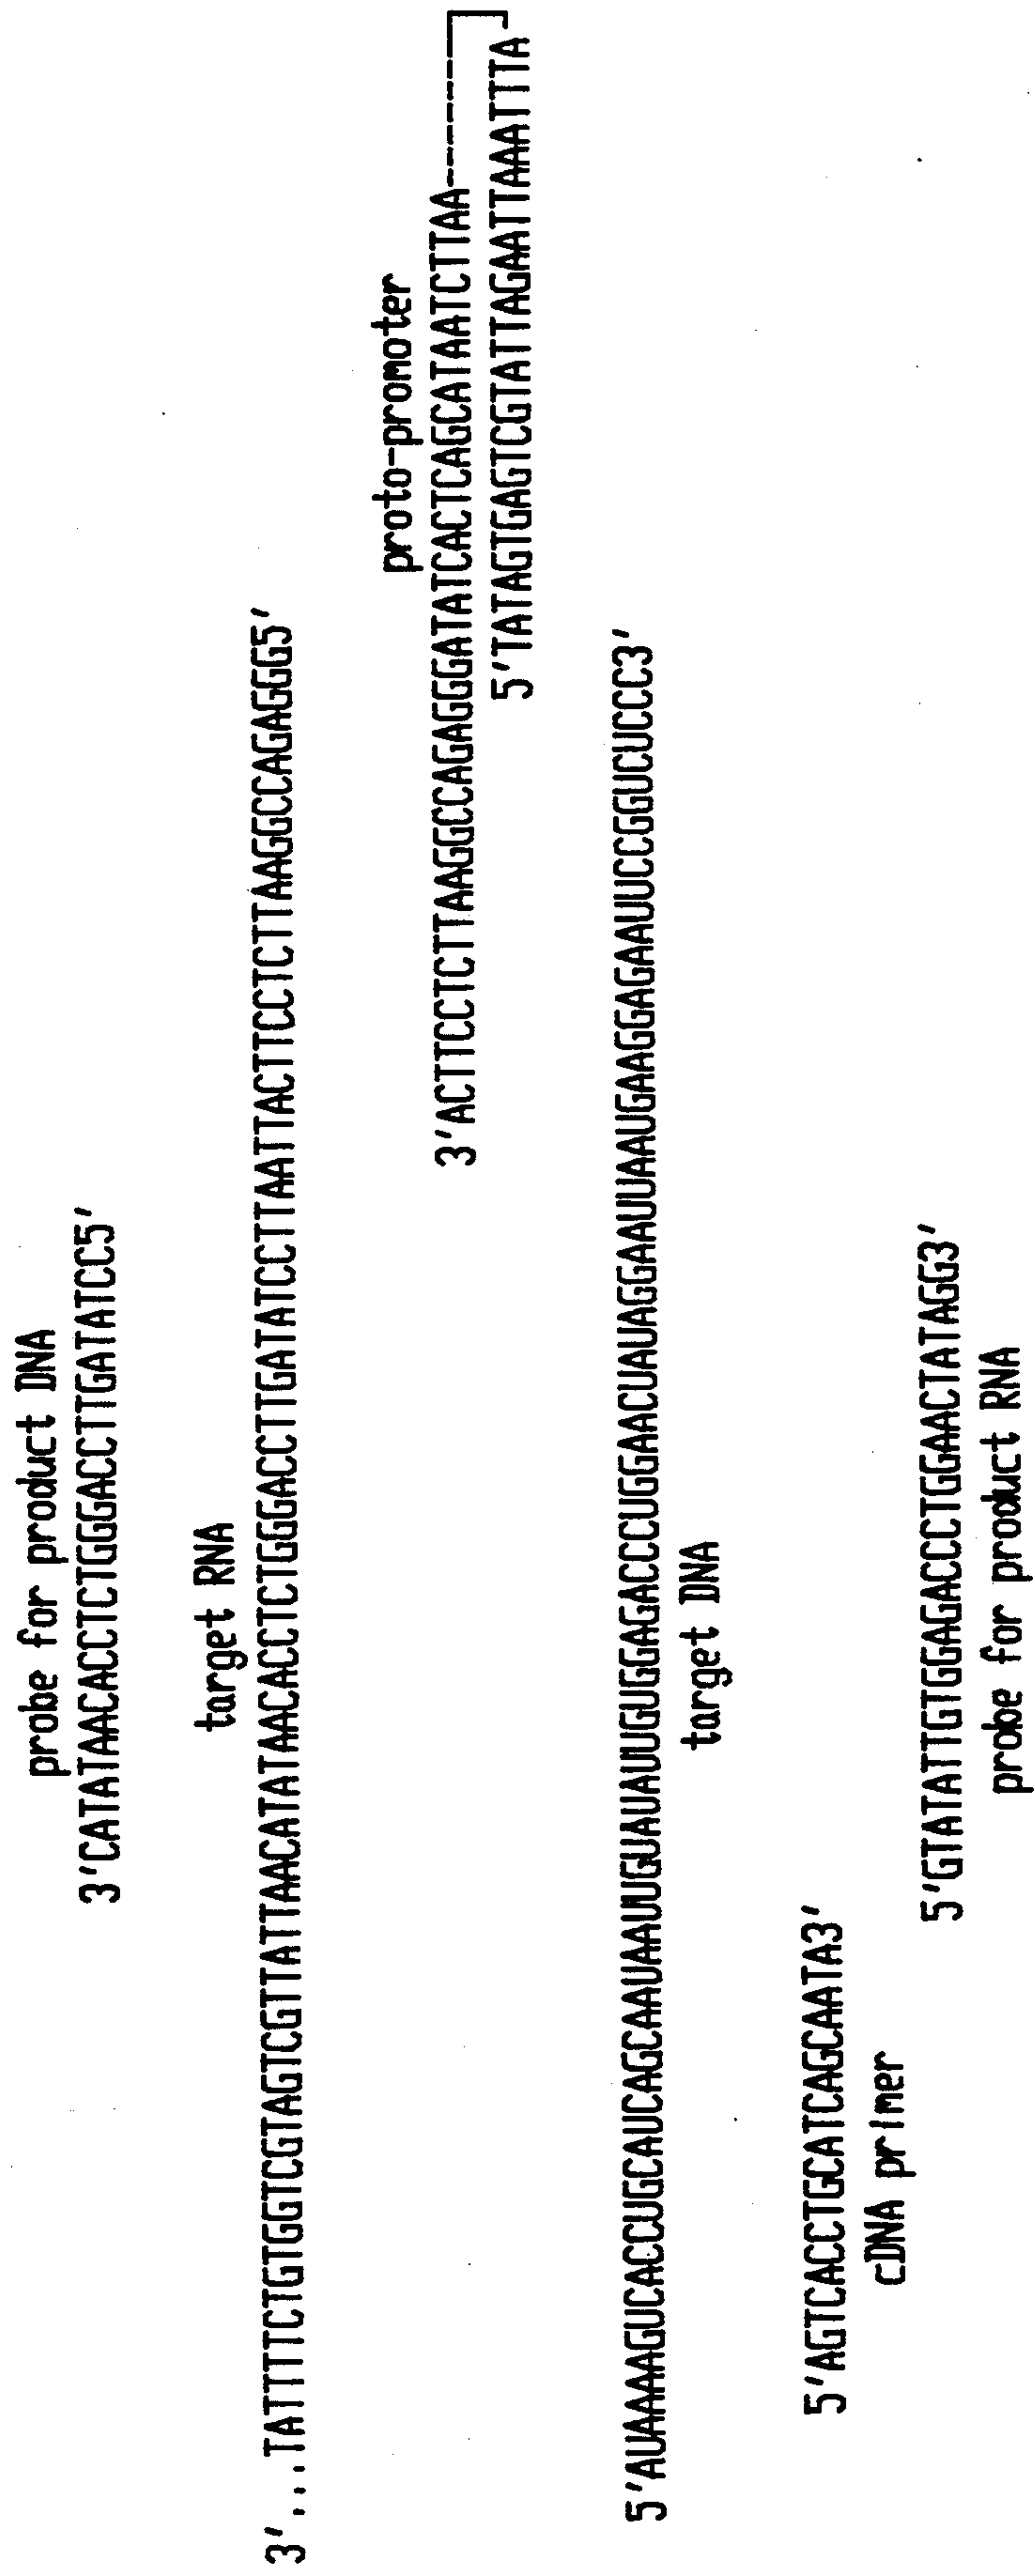 probe for product DNA
3'CATATAACACCTCTGGGACCTTGATATCC5'
target RNA
3'...TATTTTCTGTGGTCGTAGTCGTTATTAACATATAACACCTCTGGGACCTTGATATCCTTAATTACTTCCTCTTAAGGCCAGAGGG5'
proto-promoter
3'ACTTCCTCTTAAGGCCAGAGGGATATCACTCAGCATAATCTTAA--------
5'TATAGTGAGTCGTATTAGAATTAAATTTA
5'AUAAAAGUCACCUGCAUCAGCAAUAAUUGUAUAUUGUGGAGACCCUGGAACUAUAGGAAUUAAUGAAGGAGAAUUCCGGUCUCCC3'
target DNA
5'AGTCACCTGCATCAGCAATA3'
cDNA primer
5'GTATATTGTGGAGACCCTGGAACTATAGG3'
probe for product RNA